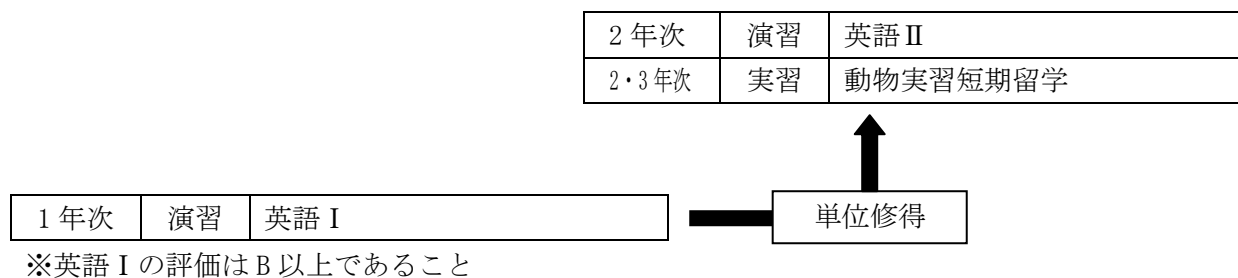 2年次 演習 英語Ⅱ
2・3年次 実習 動物実習短期留学
1年次 演習 英語Ⅰ
単位修得
※英語Ⅰの評価はB以上であること